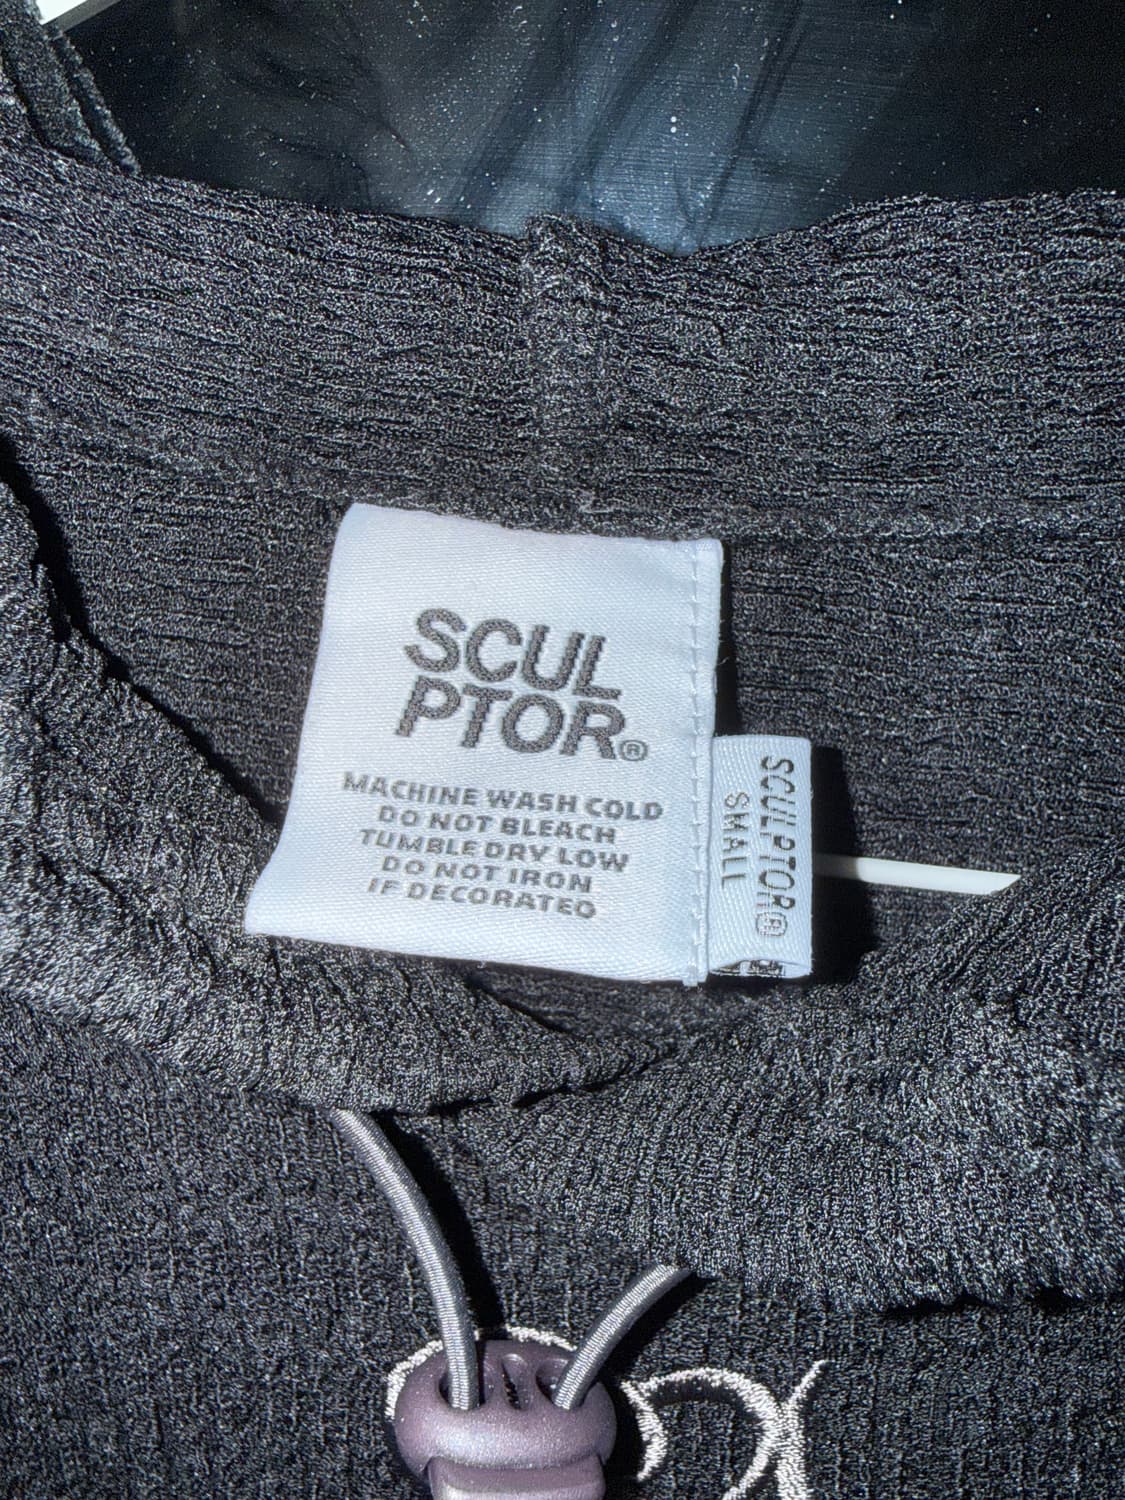 SCUL
PTOR®
MACHINE WASH COLD
DO NOT BLEACH
TUMBLE DRY LOW
DO NOT IRON
IF DECORATED
SCULPTOR®
SMALL